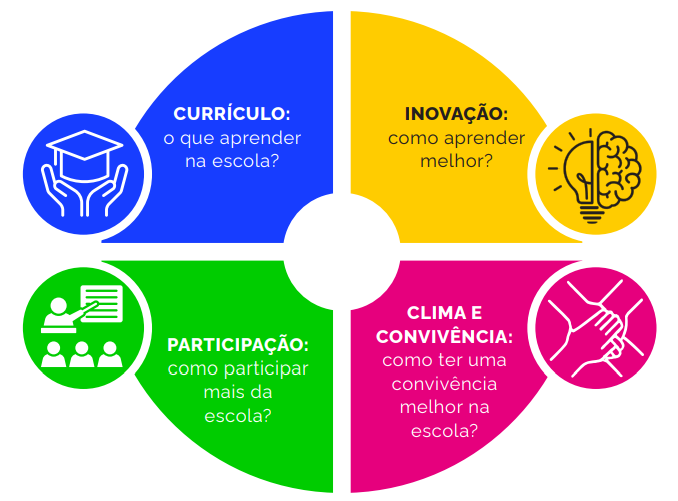 CURRÍCULO:
o que aprender
na escola?
INOVAÇÃO:
como aprender
melhor?
PARTICIPAÇÃO:
como participar
mais da
escola?
CLIMA E
CONVIVÊNCIA:
como ter uma
convivência
melhor na
escola?